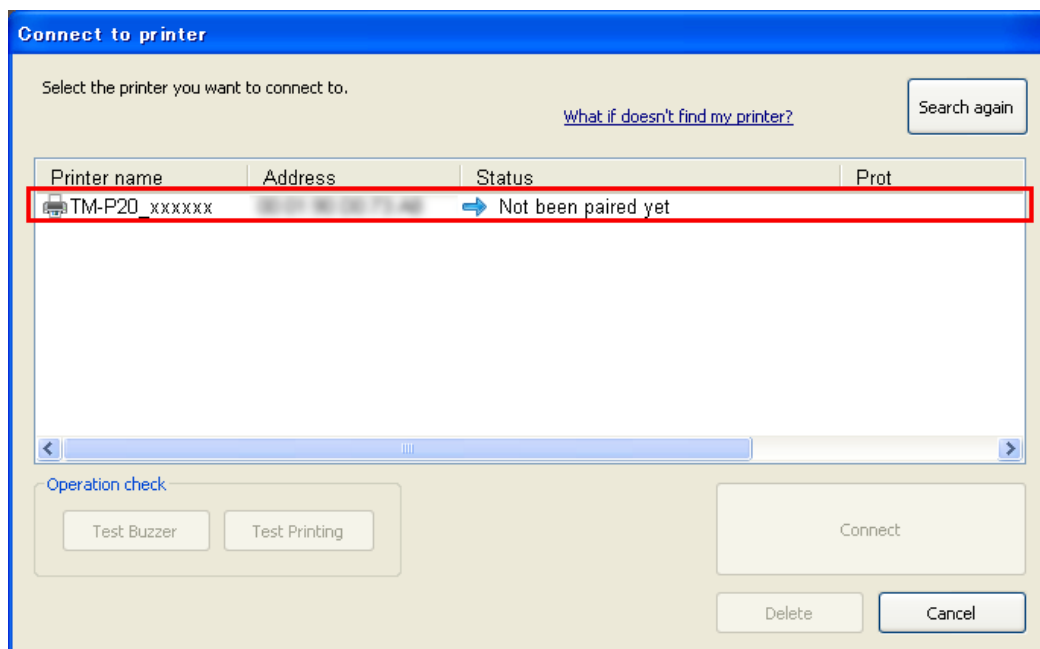 Connect to printer
Select the printer you want to connect to.
What if doesn't find my printer?
Search again
Printer name Address Status Prot
TM-P20_xxxxxx Not been paired yet
Operation check
Test Buzzer Test Printing
Connect
Delete Cancel